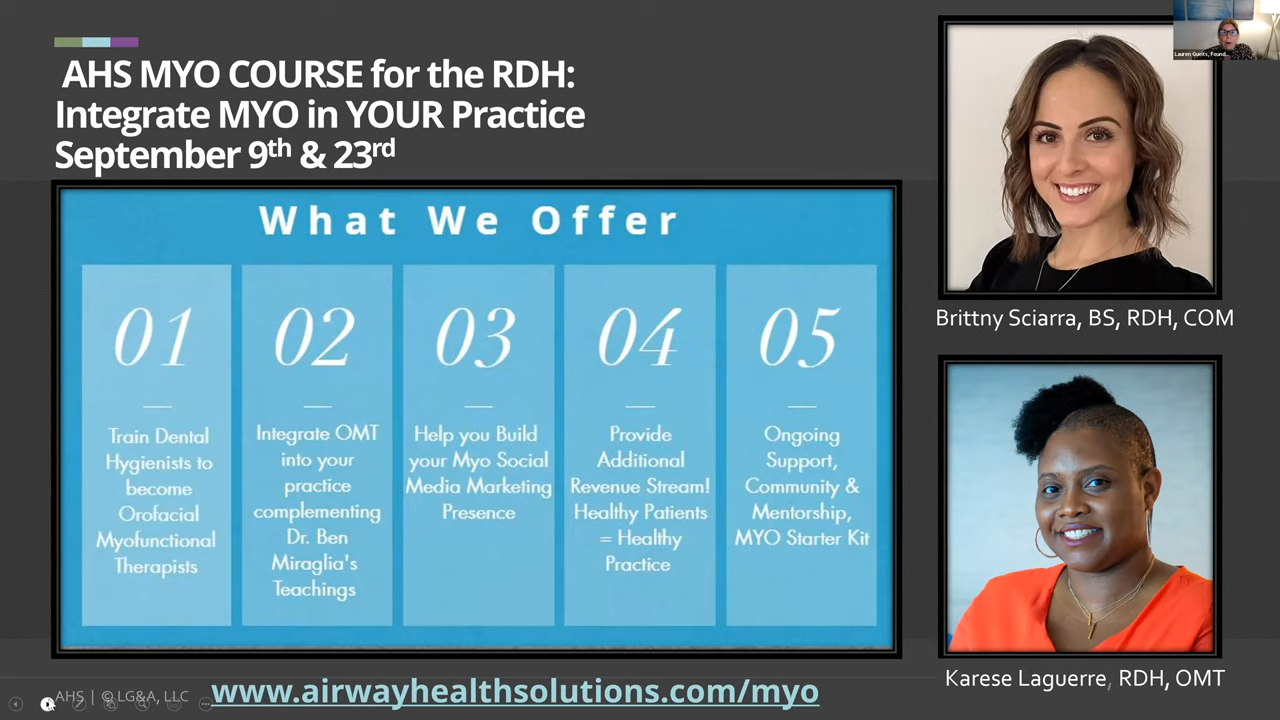 AHS MYO COURSE for the RDH:
Integrate MYO in YOUR Practice
September 9th & 23rd
What We Offer
01
Train Dental
Hygienists to
become
Orofacial
Myofunctional
Therapists
02
Integrate OMT
into your
practice
complementing
Dr. Ben
Miraglia's
Teachings
03
Help you Build
your Myo Social
Media Marketing
Presence
04
Provide
Additional
Revenue Stream!
Healthy Patients
= Healthy
Practice
05
Ongoing
Support,
Community &
Mentorship,
MYO Starter Kit
Lauren Gueits, Found...
Brittny Sciarra, BS, RDH, COM
Karese Laguerre, RDH, OMT
AHS | © LG&A, LLC
www.airwayhealthsolutions.com/myo